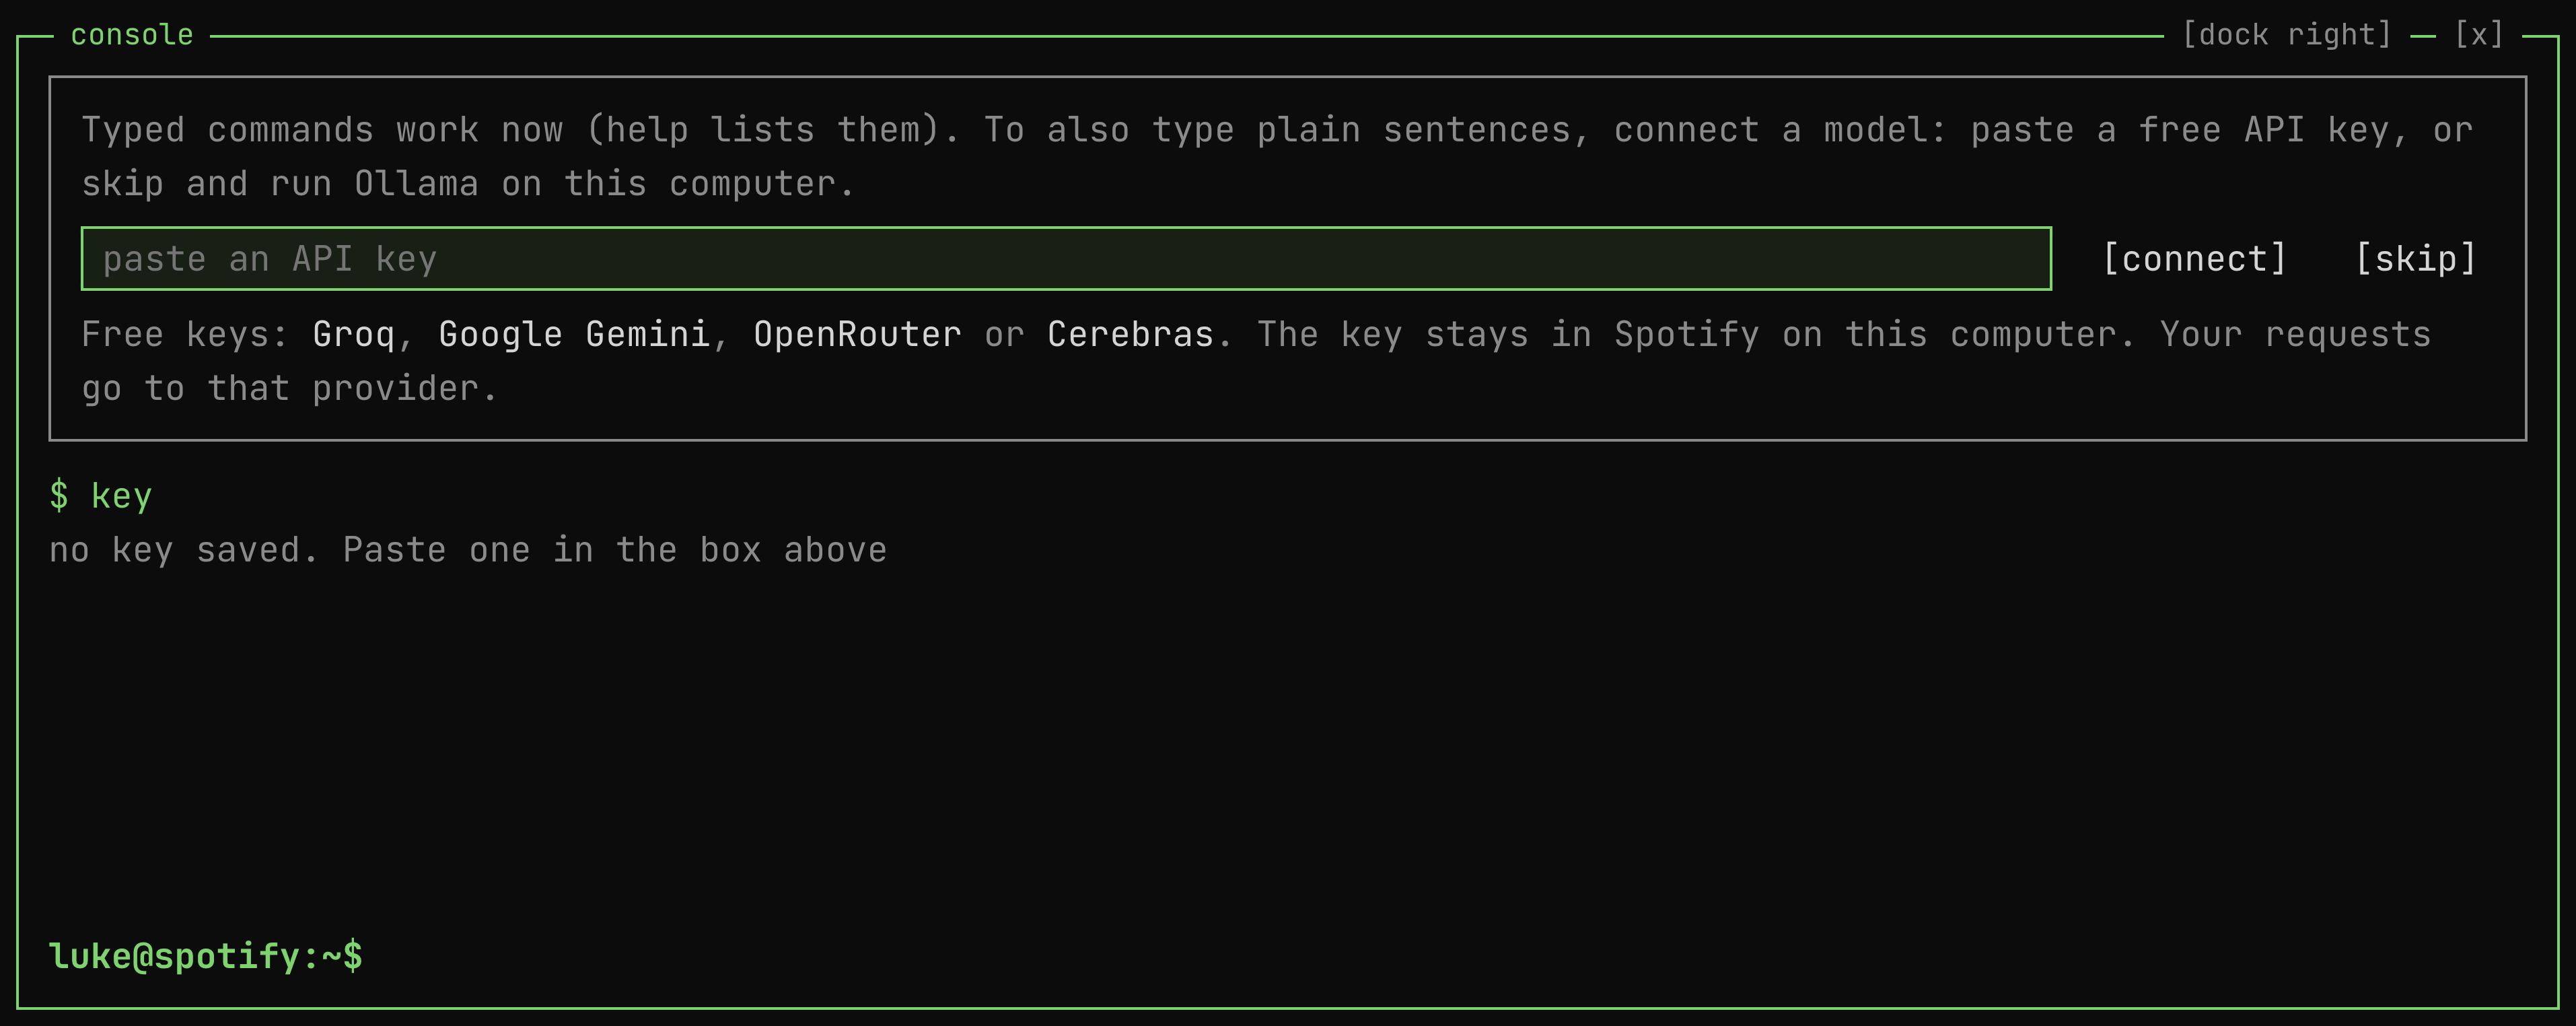 console [dock right] [x]
Typed commands work now (help lists them). To also type plain sentences, connect a model: paste a free API key, or
skip and run Ollama on this computer.
paste an API key [connect] [skip]
Free keys: Groq, Google Gemini, OpenRouter or Cerebras. The key stays in Spotify on this computer. Your requests
go to that provider.
$ key
no key saved. Paste one in the box above
luke@spotify:~$